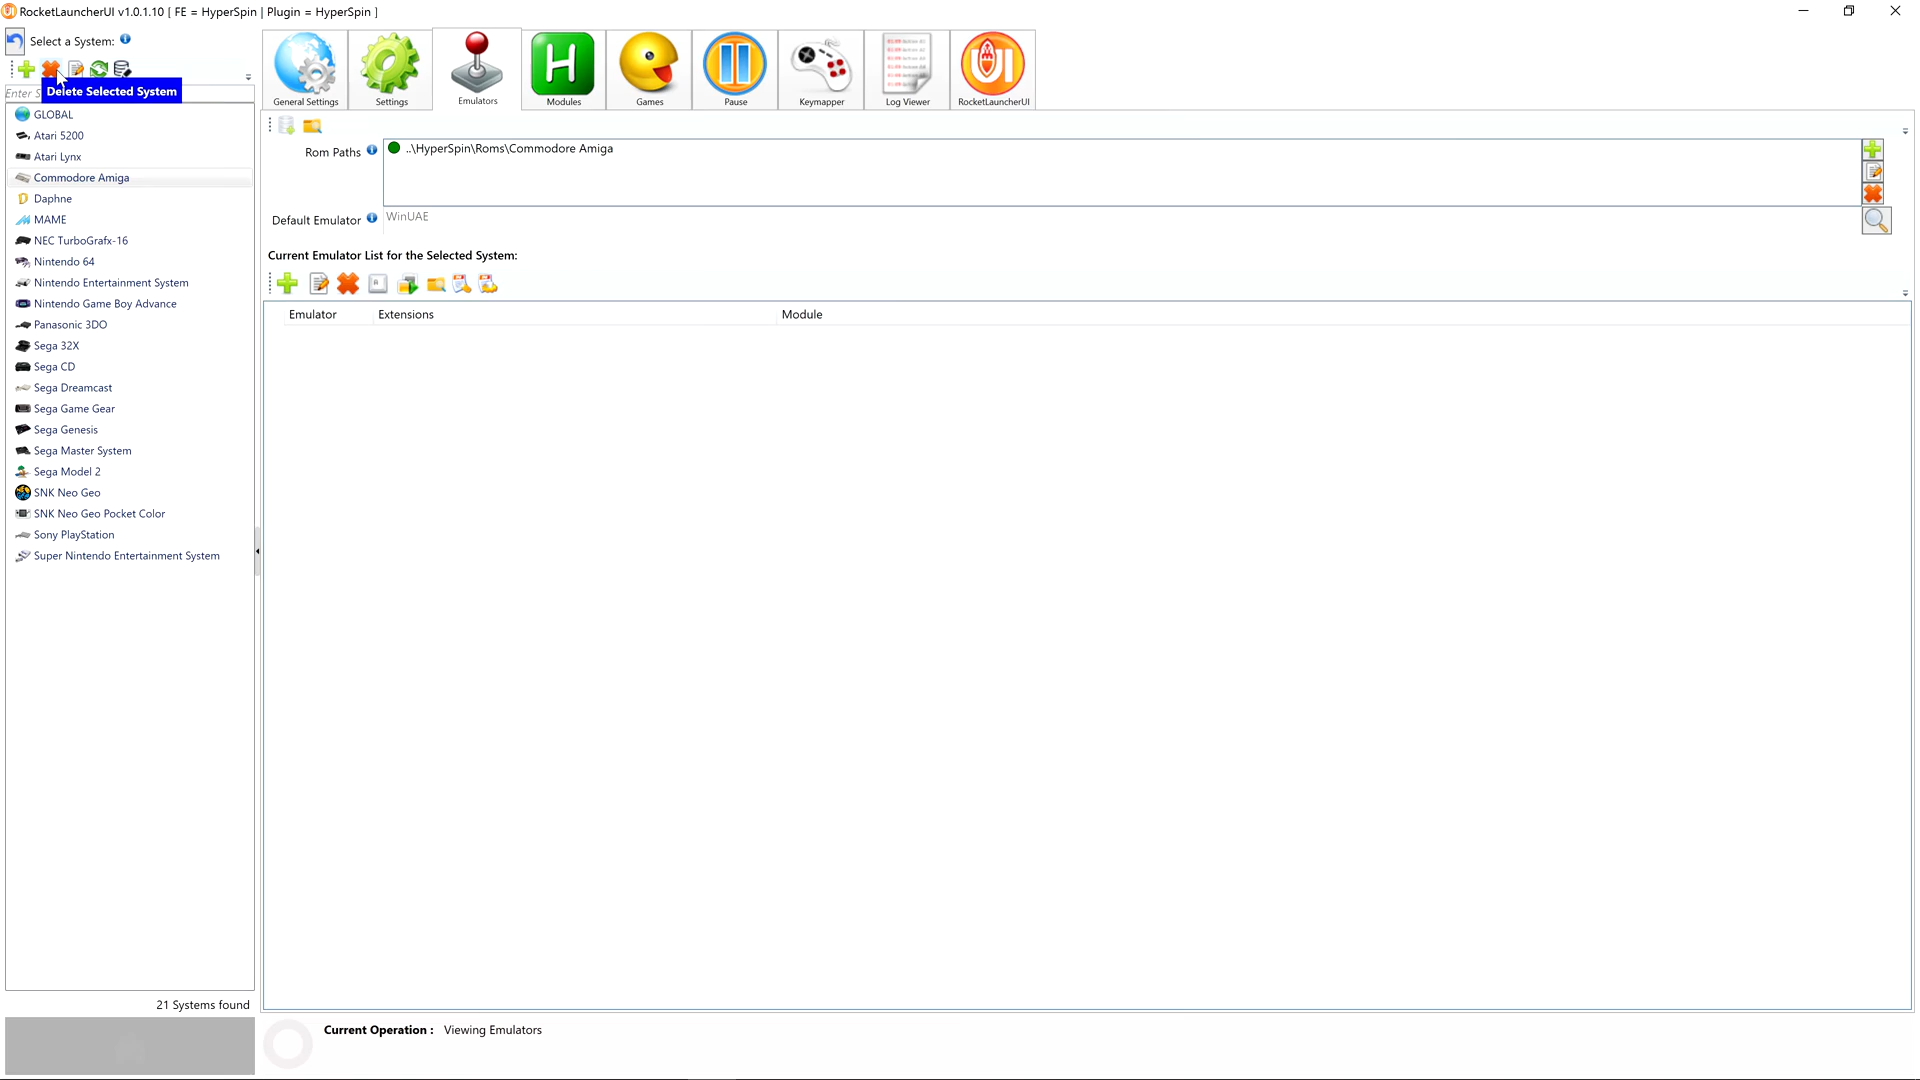 RocketLauncherUI v1.0.1.10 [ FE = HyperSpin | Plugin = HyperSpin ]
Select a System:
Delete Selected System
Enter S
General Settings
Settings
Emulators
Modules
Games
Pause
Keymapper
Log Viewer
RocketLauncherUI
GLOBAL
Atari 5200
Atari Lynx
Commodore Amiga
Daphne
MAME
NEC TurboGrafx-16
Nintendo 64
Nintendo Entertainment System
Nintendo Game Boy Advance
Panasonic 3DO
Sega 32X
Sega CD
Sega Dreamcast
Sega Game Gear
Sega Genesis
Sega Master System
Sega Model 2
SNK Neo Geo
SNK Neo Geo Pocket Color
Sony PlayStation
Super Nintendo Entertainment System
21 Systems found
Rom Paths
..\HyperSpin\Roms\Commodore Amiga
Default Emulator
WinUAE
Current Emulator List for the Selected System:
Emulator Extensions Module
Current Operation : Viewing Emulators